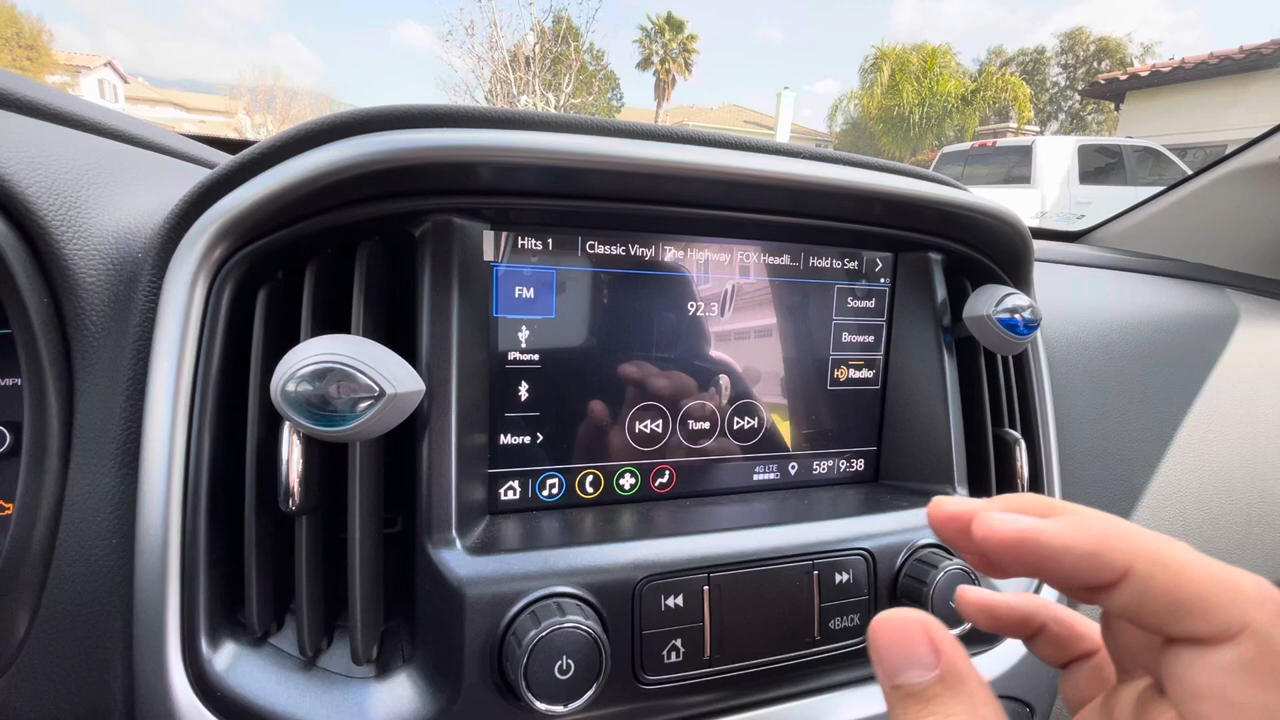 Hits 1
Classic Vinyl
The Highway
FOX Headli...
Hold to Set
FM
92.3
Sound
iPhone
Browse
HD Radio
Tune
More
4G LTE
58° 9:38
BACK